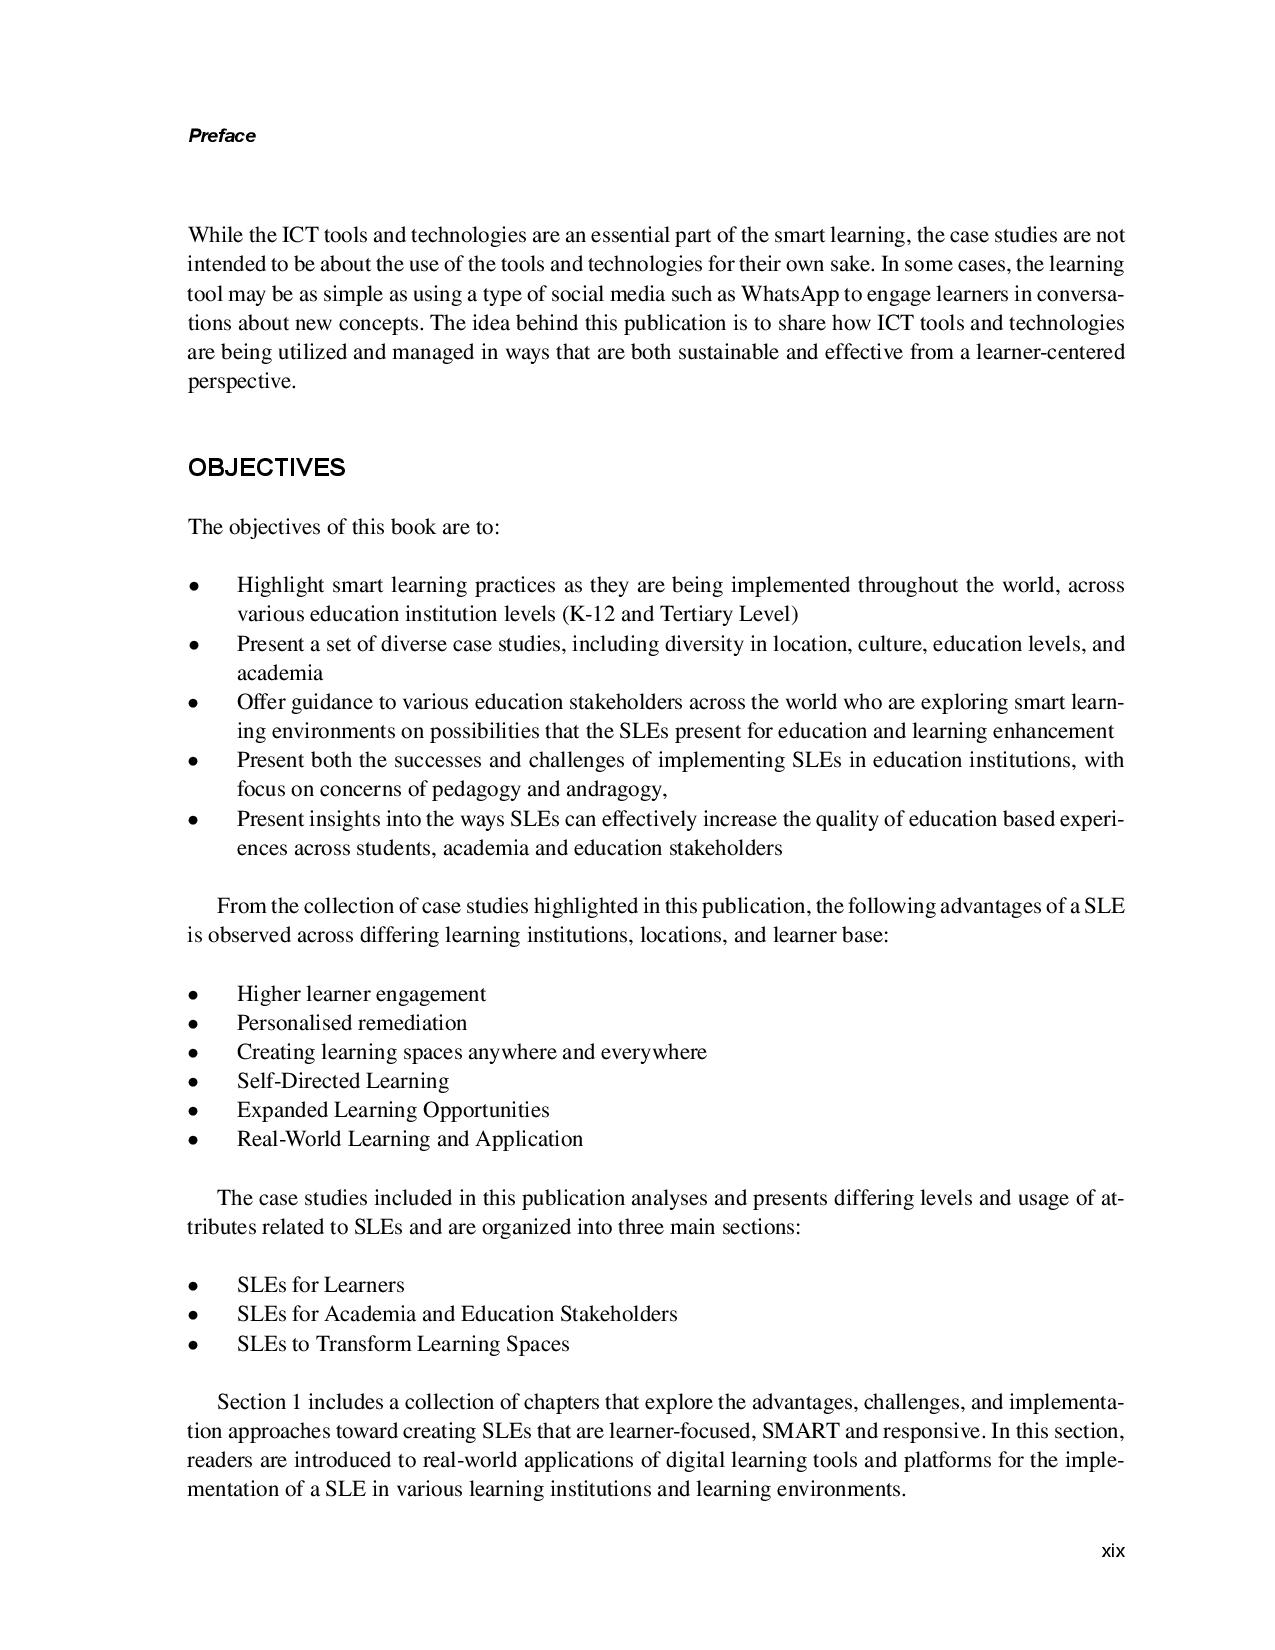 Preface
While the ICT tools and technologies are an essential part of the smart learning, the case studies are not
intended to be about the use of the tools and technologies for their own sake. In some cases, the learning
tool may be as simple as using a type of social media such as WhatsApp to engage learners in conversa-
tions about new concepts. The idea behind this publication is to share how ICT tools and technologies
are being utilized and managed in ways that are both sustainable and effective from a learner-centered
perspective.
OBJECTIVES
The objectives of this book are to:
● Highlight smart learning practices as they are being implemented throughout the world, across
various education institution levels (K-12 and Tertiary Level)
● Present a set of diverse case studies, including diversity in location, culture, education levels, and
academia
● Offer guidance to various education stakeholders across the world who are exploring smart learn-
ing environments on possibilities that the SLEs present for education and learning enhancement
● Present both the successes and challenges of implementing SLEs in education institutions, with
focus on concerns of pedagogy and andragogy,
● Present insights into the ways SLEs can effectively increase the quality of education based experi-
ences across students, academia and education stakeholders
From the collection of case studies highlighted in this publication, the following advantages of a SLE
is observed across differing learning institutions, locations, and learner base:
● Higher learner engagement
● Personalised remediation
● Creating learning spaces anywhere and everywhere
● Self-Directed Learning
● Expanded Learning Opportunities
● Real-World Learning and Application
The case studies included in this publication analyses and presents differing levels and usage of at-
tributes related to SLEs and are organized into three main sections:
● SLEs for Learners
● SLEs for Academia and Education Stakeholders
● SLEs to Transform Learning Spaces
Section 1 includes a collection of chapters that explore the advantages, challenges, and implementa-
tion approaches toward creating SLEs that are learner-focused, SMART and responsive. In this section,
readers are introduced to real-world applications of digital learning tools and platforms for the imple-
mentation of a SLE in various learning institutions and learning environments.
xix